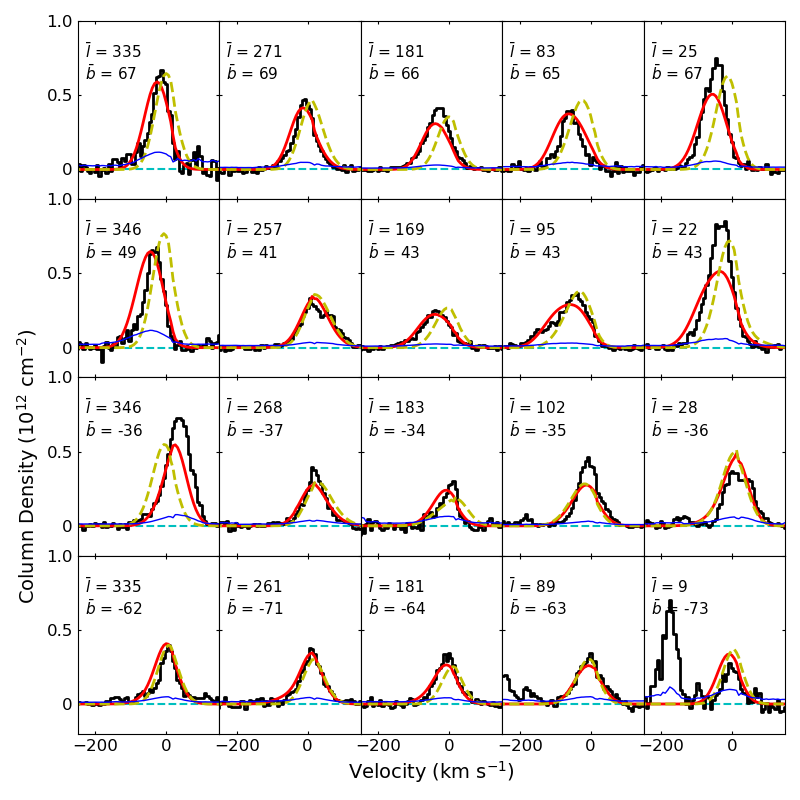 1.0
l̄ = 335 l̄ = 271 l̄ = 181 l̄ = 83 l̄ = 25
b̄ = 67 b̄ = 69 b̄ = 66 b̄ = 65 b̄ = 67
0.5
0
1.0
l̄ = 346 l̄ = 257 l̄ = 169 l̄ = 95 l̄ = 22
b̄ = 49 b̄ = 41 b̄ = 43 b̄ = 43 b̄ = 43
0.5
0
1.0
l̄ = 346 l̄ = 268 l̄ = 183 l̄ = 102 l̄ = 28
b̄ = -36 b̄ = -37 b̄ = -34 b̄ = -35 b̄ = -36
0.5
0
1.0
l̄ = 335 l̄ = 261 l̄ = 181 l̄ = 89 l̄ = 9
b̄ = -62 b̄ = -71 b̄ = -64 b̄ = -63 b̄ = -73
0.5
0
−200 0 −200 0 −200 0 −200 0 −200 0
Velocity (km s⁻¹)
Column Density (10¹² cm⁻²)